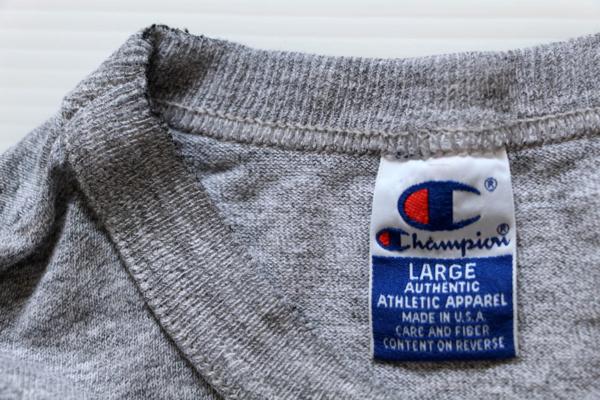 ®
Champion®
LARGE
AUTHENTIC
ATHLETIC APPAREL
MADE IN U.S.A.
CARE AND FIBER
CONTENT ON REVERSE